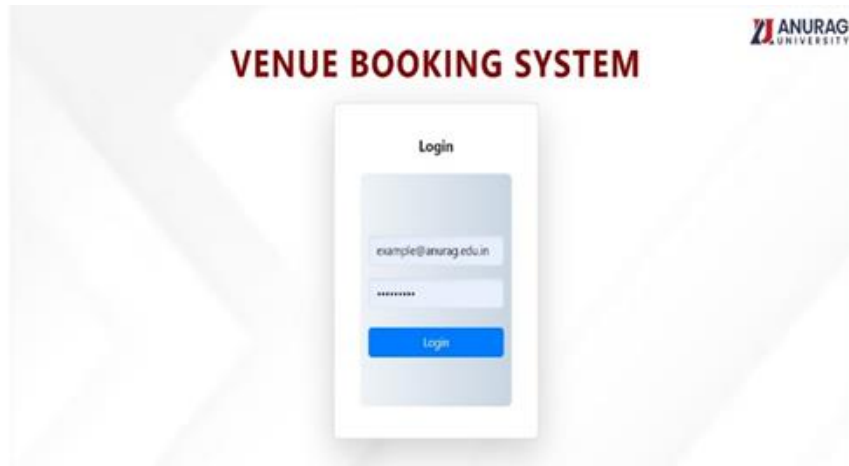 ANURAG
UNIVERSITY
VENUE BOOKING SYSTEM
Login
example@anurag.edu.in
•••••••••
Login